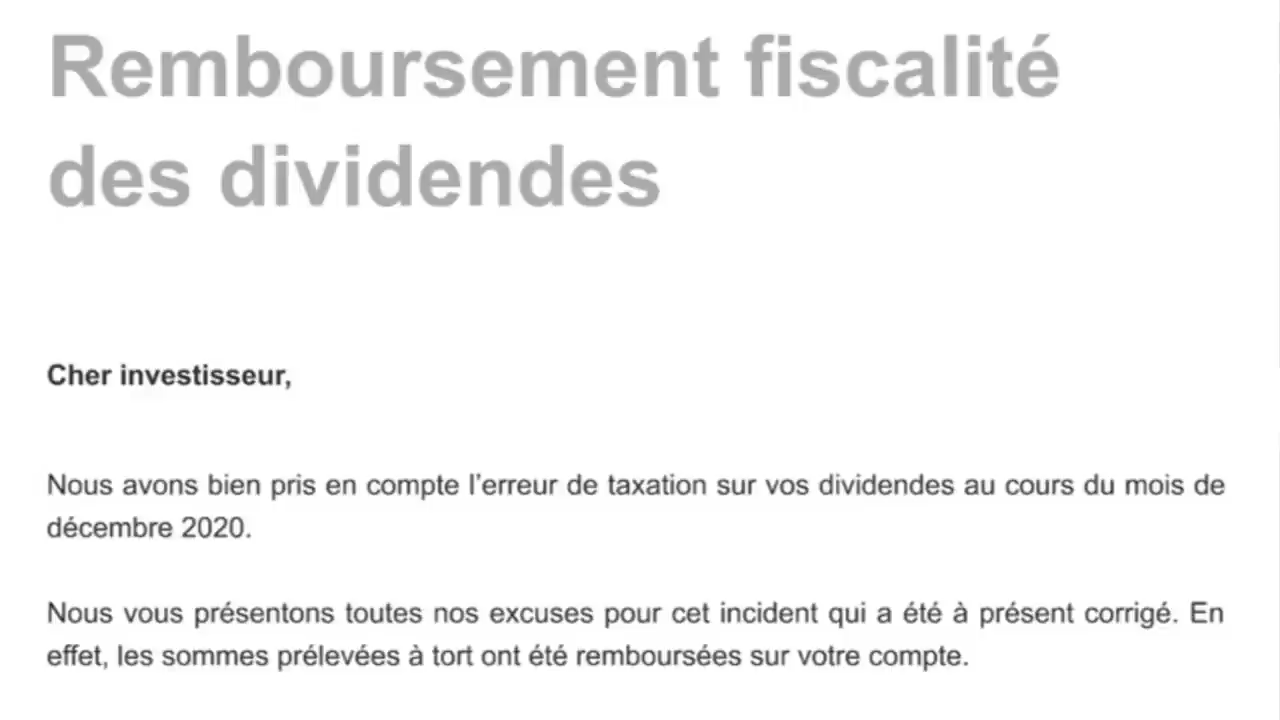 Remboursement fiscalité
des dividendes
Cher investisseur,
Nous avons bien pris en compte l’erreur de taxation sur vos dividendes au cours du mois de
décembre 2020.
Nous vous présentons toutes nos excuses pour cet incident qui a été à présent corrigé. En
effet, les sommes prélevées à tort ont été remboursées sur votre compte.